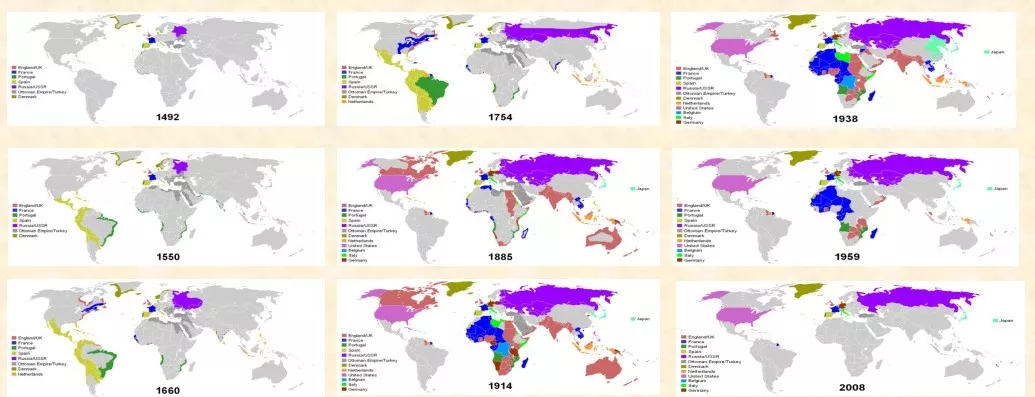 England/UK
France
Portugal
Spain
Russia/USSR
Ottoman Empire/Turkey
Denmark
1492
England/UK
France
Portugal
Spain
Russia/USSR
Ottoman Empire/Turkey
Denmark
1550
England/UK
France
Portugal
Spain
Russia/USSR
Ottoman Empire/Turkey
Denmark
Netherlands
1660
England/UK
France
Portugal
Spain
Russia/USSR
Ottoman Empire/Turkey
Denmark
Netherlands
1754
Japan
England/UK
France
Portugal
Spain
Russia/USSR
Ottoman Empire/Turkey
Denmark
Netherlands
United States
Belgium
Italy
Germany
1885
Japan
England/UK
France
Portugal
Spain
Russia/USSR
Ottoman Empire/Turkey
Denmark
Netherlands
United States
Belgium
Italy
Germany
1914
Japan
England/UK
France
Portugal
Spain
Russia/USSR
Ottoman Empire/Turkey
Denmark
Netherlands
United States
Belgium
Italy
Germany
1938
Japan
England/UK
France
Portugal
Spain
Russia/USSR
Ottoman Empire/Turkey
Denmark
Netherlands
United States
Belgium
Italy
Germany
1959
Japan
England/UK
France
Portugal
Spain
Russia/USSR
Ottoman Empire/Turkey
Denmark
Netherlands
United States
Belgium
Italy
Germany
2008